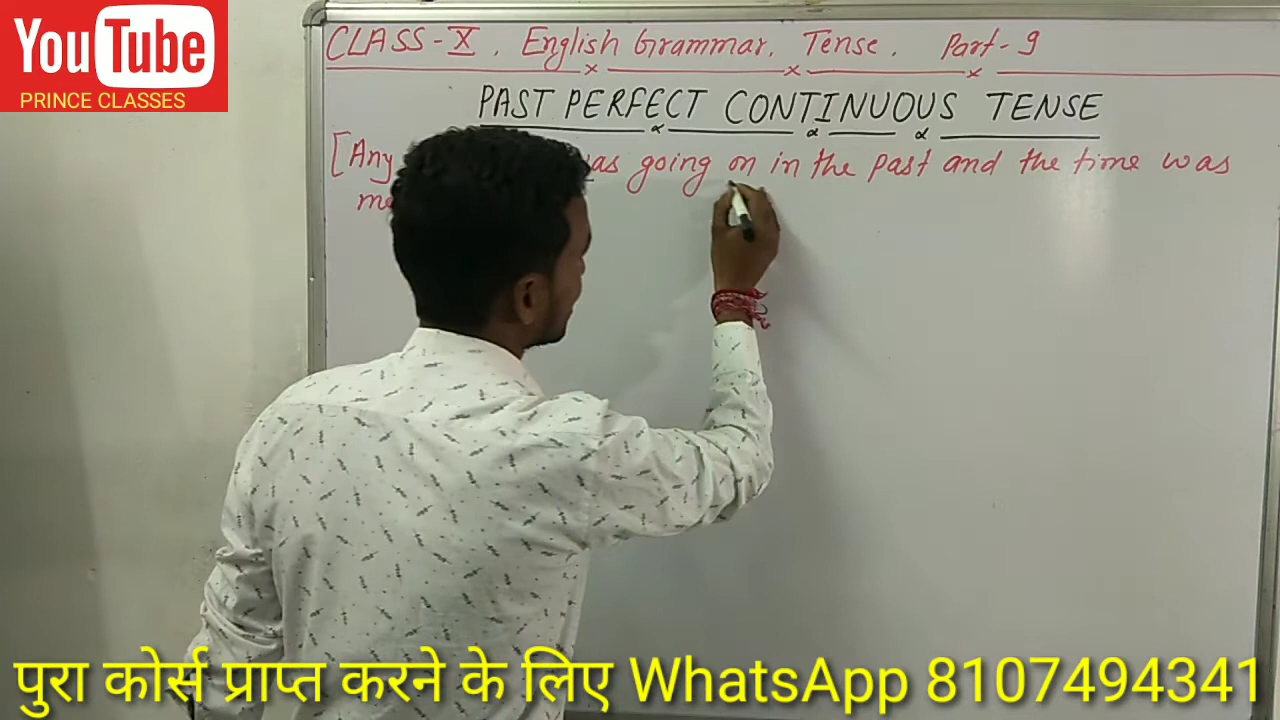 YouTube
PRINCE CLASSES
CLASS-X. English Grammar. Tense. Part-9
PAST PERFECT CONTINUOUS TENSE
[Any as going on in the past and the time was
me
पुरा कोर्स प्राप्त करने के लिए WhatsApp 8107494341